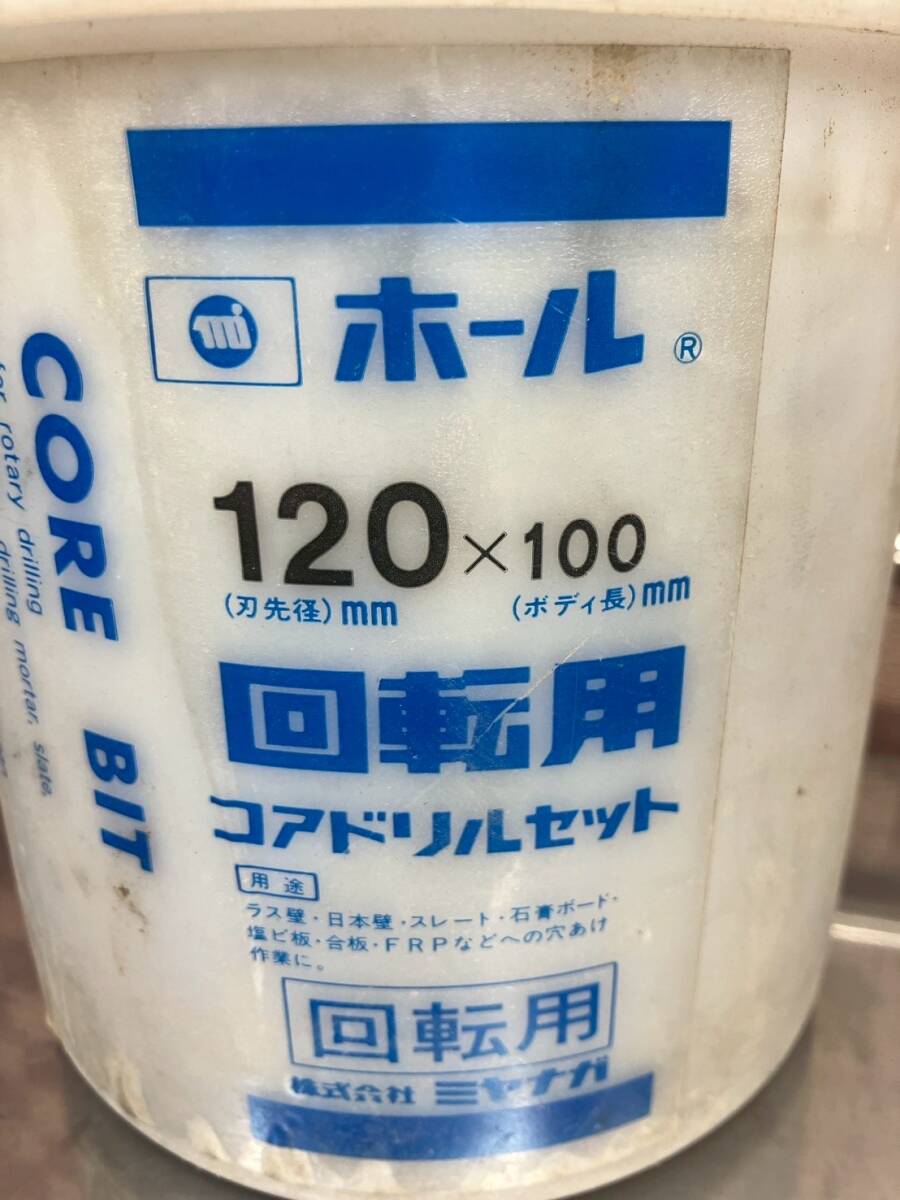 ホール®
120×100
(刃先径)mm (ボディ長)mm
回転用
コアドリルセット
用途
ラス壁・日本壁・スレート・石膏ボード・
塩ビ板・合板・FRPなどへの穴あけ
作業に。
回転用
株式会社 ミヤナガ
CORE BIT
for rotary drilling
drilling mortar, slate,